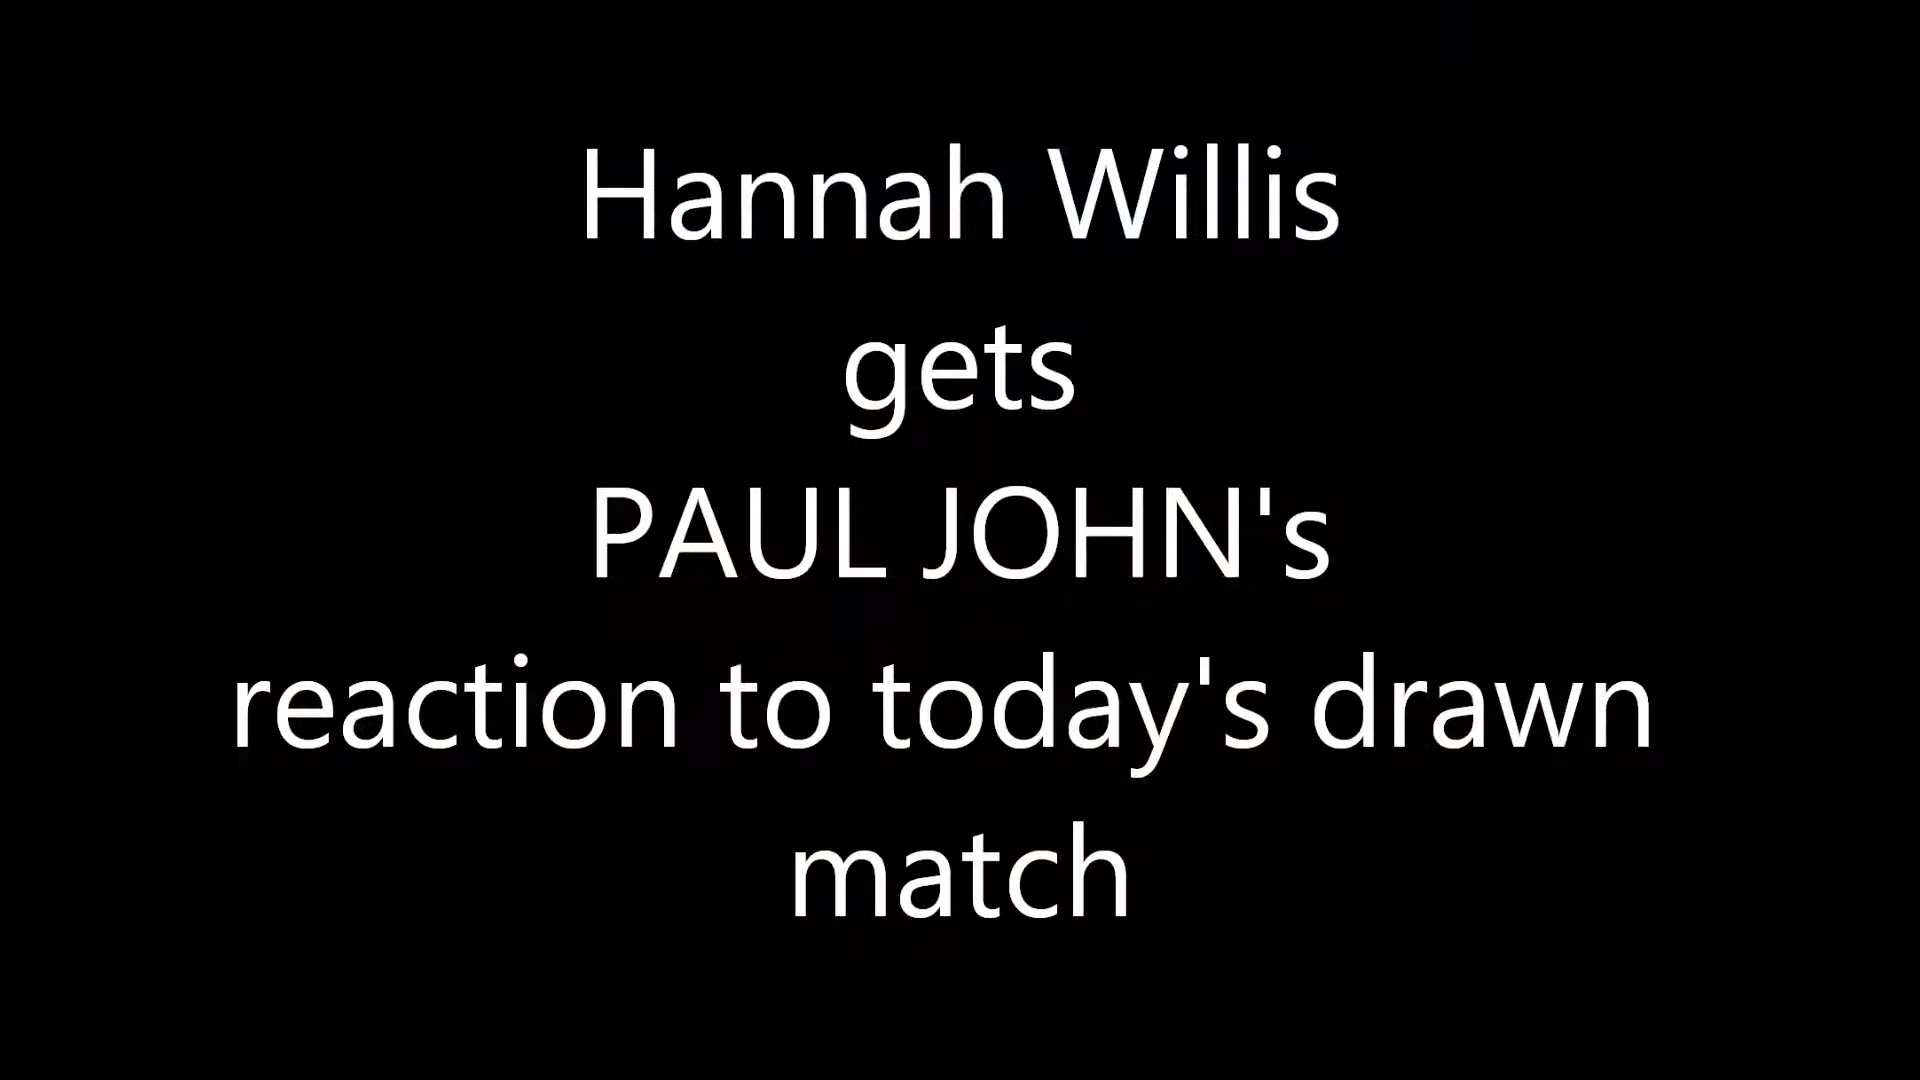 Hannah Willis
gets
PAUL JOHN's
reaction to today's drawn
match